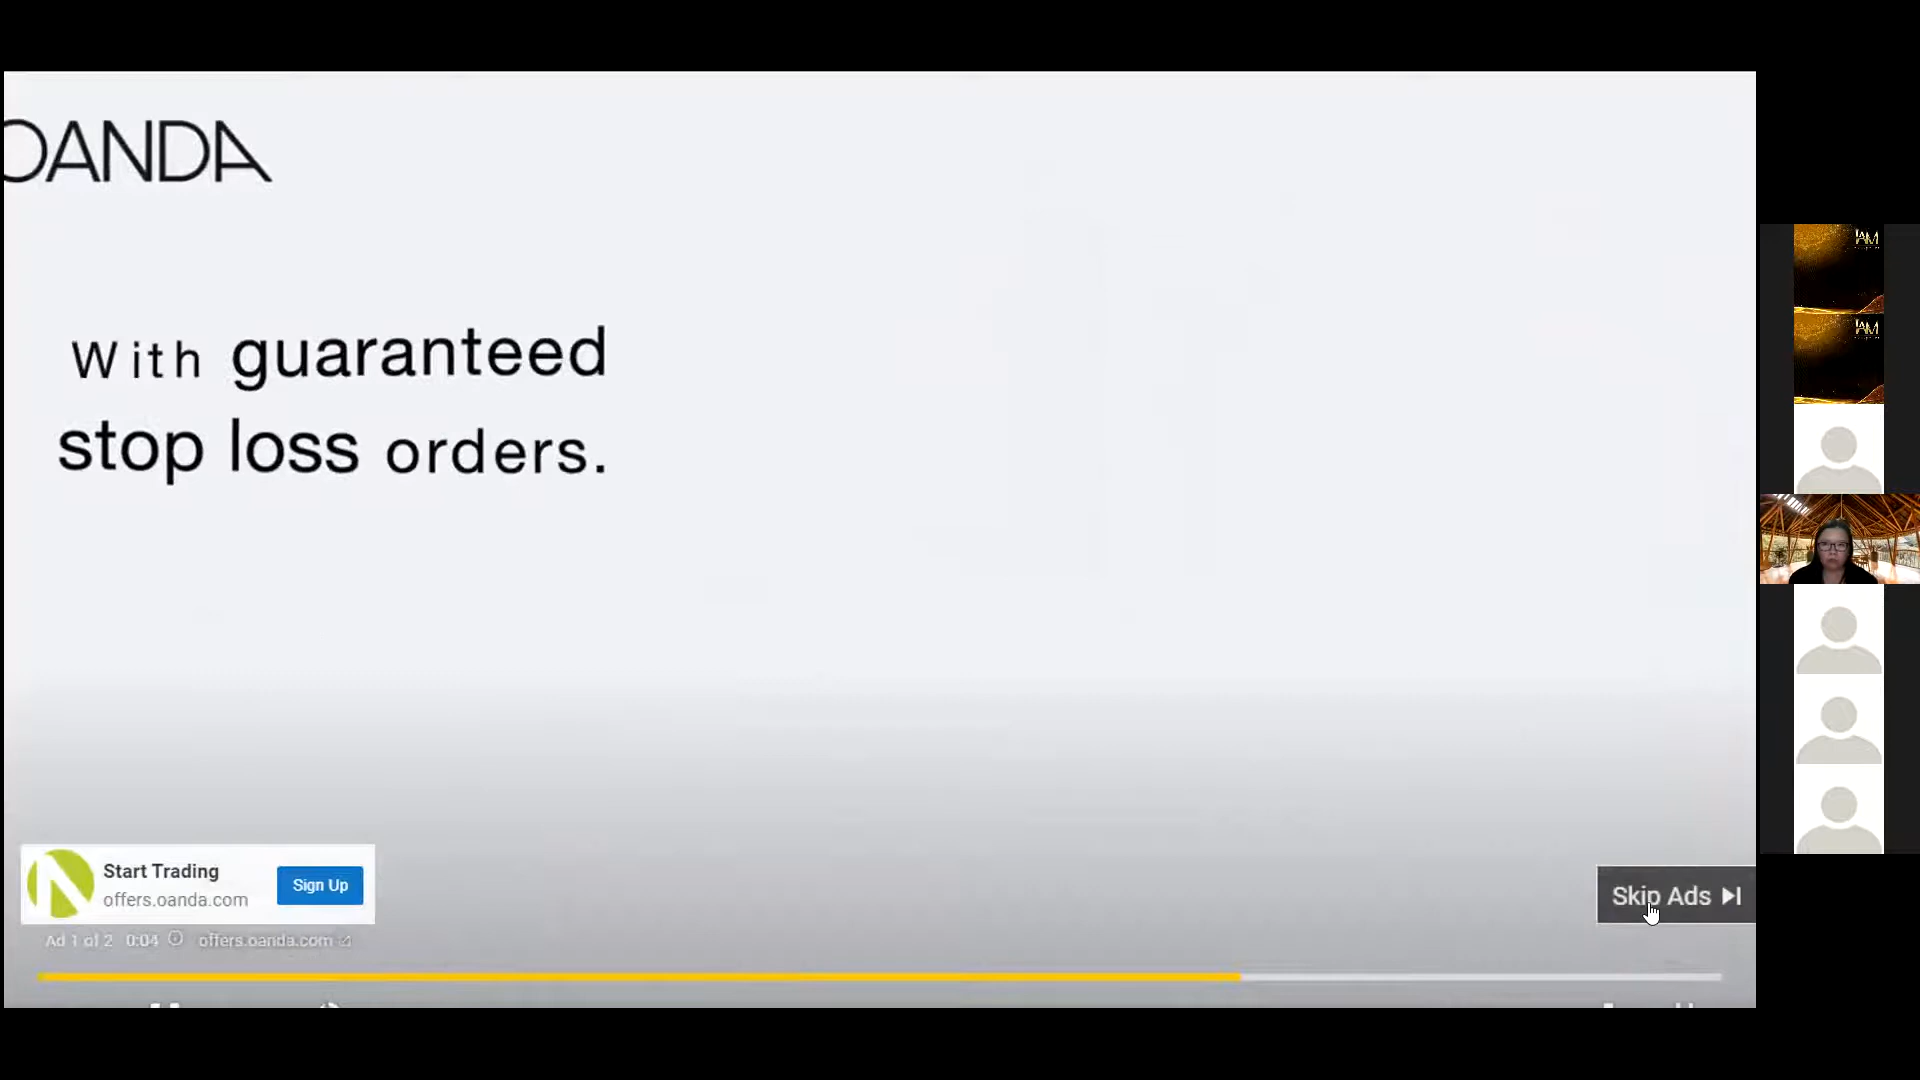 OANDA
With guaranteed
stop loss orders.
Start Trading
offers.oanda.com
Sign Up
Ad 1 of 2 0:04 offers.oanda.com
Skip Ads
IAM
IAM